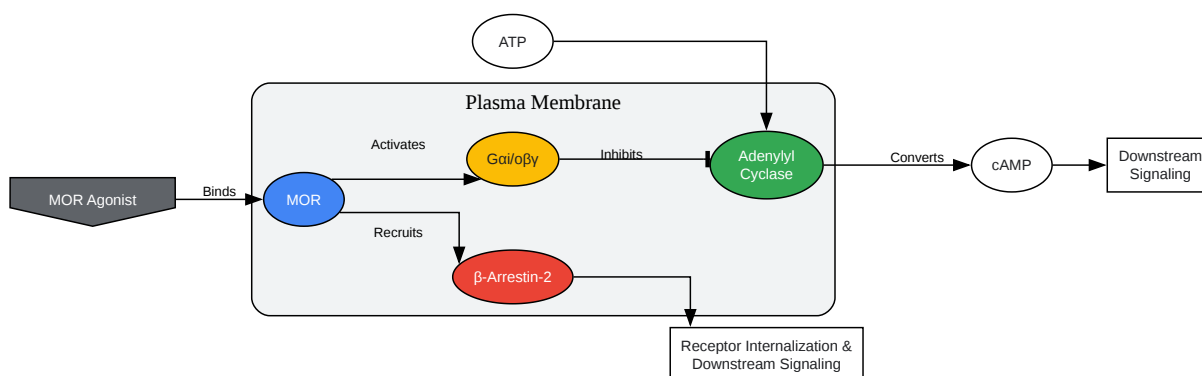 ATP
Plasma Membrane
Activates
Gαi/oβγ
Inhibits
Adenylyl
Cyclase
Converts
cAMP
Downstream
Signaling
MOR Agonist
Binds
MOR
Recruits
β-Arrestin-2
Receptor Internalization &
Downstream Signaling